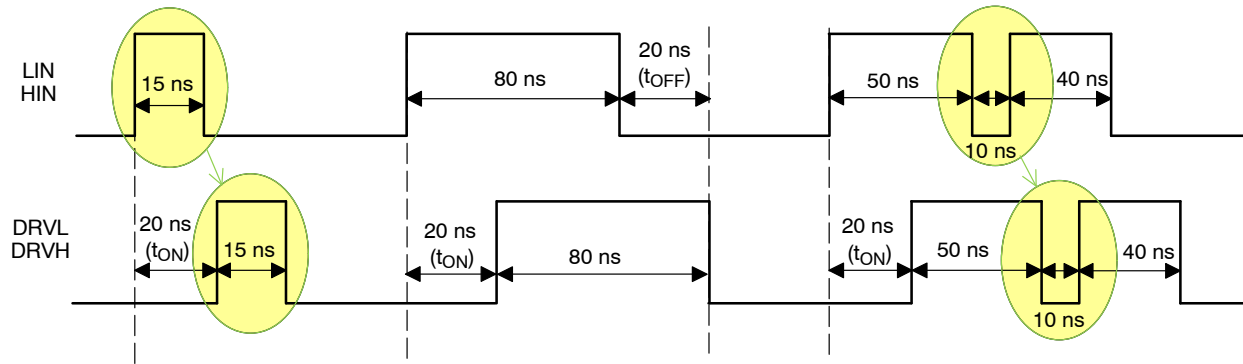 LIN
HIN
15 ns
80 ns
20 ns
(tOFF)
50 ns
10 ns
40 ns
DRVL
DRVH
20 ns
(tON)
15 ns
20 ns
(tON)
80 ns
20 ns
(tON)
50 ns
10 ns
40 ns